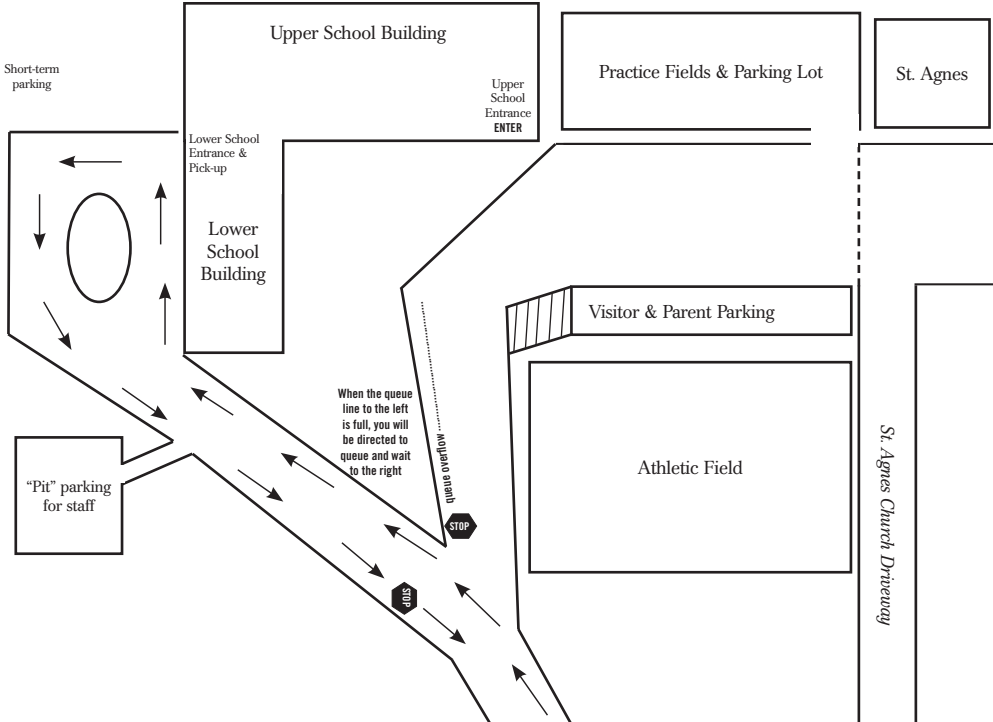 Upper School Building
Practice Fields & Parking Lot
St. Agnes
Short-term
parking
Upper
School
Entrance
ENTER
Lower School
Entrance &
Pick-up
Lower
School
Building
Visitor & Parent Parking
When the queue
line to the left
is full, you will
be directed to
queue and wait
to the right
queue overflow
STOP
Athletic Field
St. Agnes Church Driveway
"Pit" parking
for staff
STOP